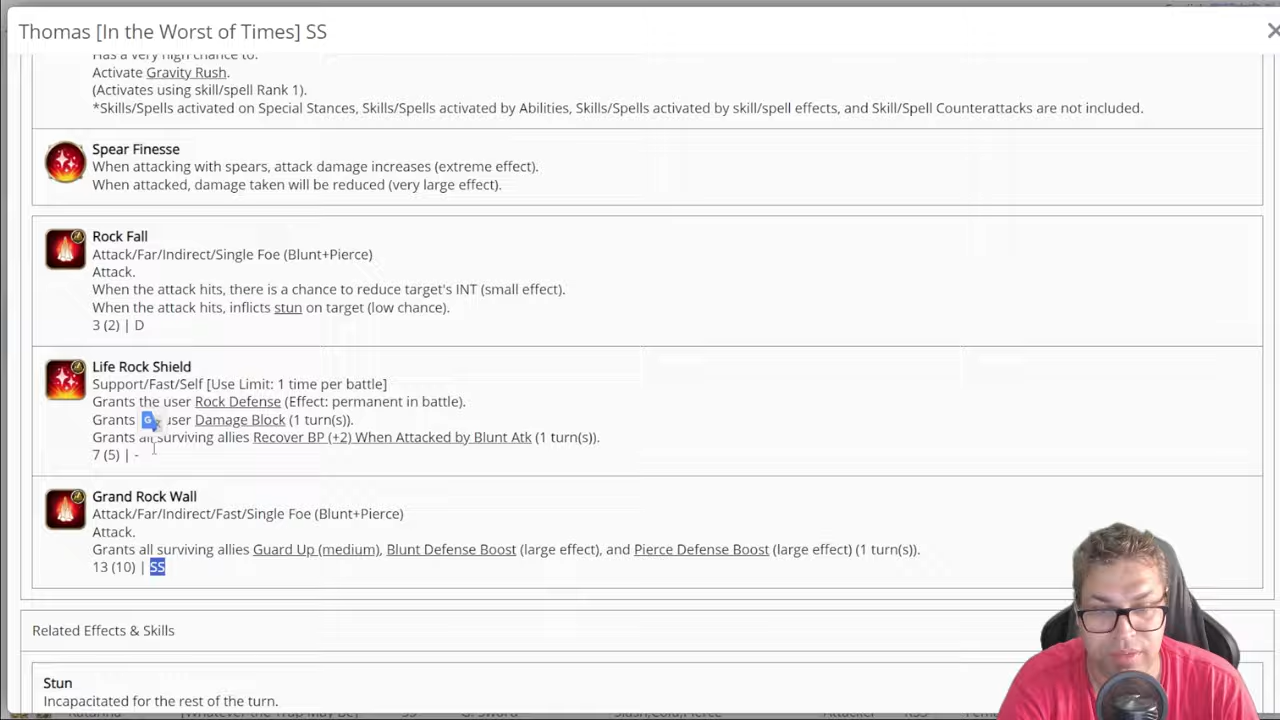 Thomas [In the Worst of Times] SS
Has a very high chance to:
Activate Gravity Rush.
(Activates using skill/spell Rank 1).
*Skills/Spells activated on Special Stances, Skills/Spells activated by Abilities, Skills/Spells activated by skill/spell effects, and Skill/Spell Counterattacks are not included.
Spear Finesse
When attacking with spears, attack damage increases (extreme effect).
When attacked, damage taken will be reduced (very large effect).
Rock Fall
Attack/Far/Indirect/Single Foe (Blunt+Pierce)
Attack.
When the attack hits, there is a chance to reduce target's INT (small effect).
When the attack hits, inflicts stun on target (low chance).
3 (2) | D
Life Rock Shield
Support/Fast/Self [Use Limit: 1 time per battle]
Grants the user Rock Defense (Effect: permanent in battle).
Grants user Damage Block (1 turn(s)).
Grants all surviving allies Recover BP (+2) When Attacked by Blunt Atk (1 turn(s)).
7 (5) | -
Grand Rock Wall
Attack/Far/Indirect/Fast/Single Foe (Blunt+Pierce)
Attack.
Grants all surviving allies Guard Up (medium), Blunt Defense Boost (large effect), and Pierce Defense Boost (large effect) (1 turn(s)).
13 (10) | SS
Related Effects & Skills
Stun
Incapacitated for the rest of the turn.